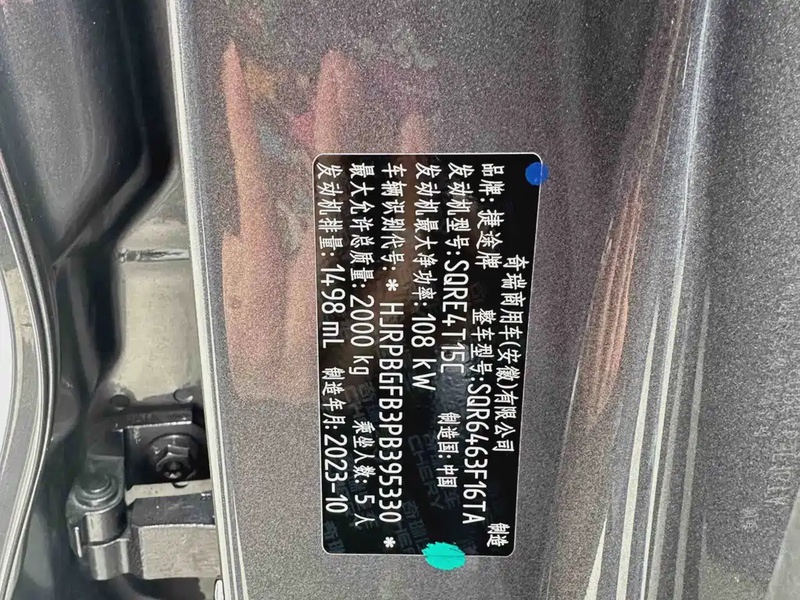 奇瑞商用车(安徽)有限公司 制造
品牌: 捷途牌 整车型号:SQR6463F16TA
发动机型号:SQRE4T15C 制造国: 中国
发动机最大净功率: 108 kW
车辆识别代号: * HJRPBGFB3PB395330 *
最大允许总质量: 2000 kg 乘坐人数: 5 人
发动机排量: 1498 mL 制造年月: 2023-10
CHERY